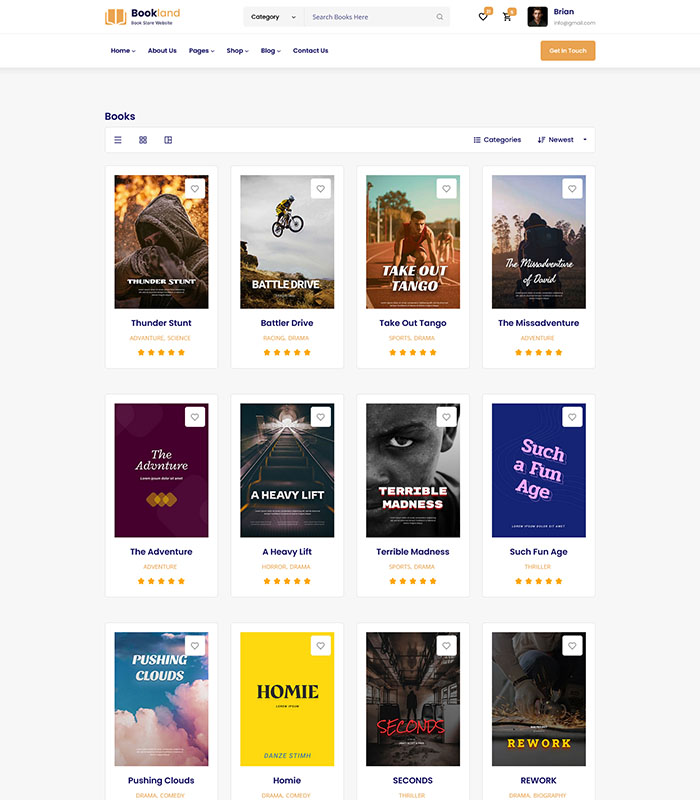 Bookland
Book Store Website
Category
Search Books Here
Brian
info@gmail.com
Home
About Us
Pages
Shop
Blog
Contact Us
Get In Touch
Books
Categories
Newest
THUNDER STUNT
BATTLE DRIVE
TAKE OUT
TANGO
The Missadventure
of David
Thunder Stunt
Battler Drive
Take Out Tango
The Missadventure
ADVANTURE, SCIENCE
RACING, DRAMA
SPORTS, DRAMA
ADVENTURE
The
Adventure
Lorem ipsum dolor sit amet
A HEAVY LIFT
TERRIBLE
MADNESS
Such
a Fun
Age
LOREM IPSUM DOLOR SIT AMET
The Adventure
A Heavy Lift
Terrible Madness
Such Fun Age
ADVENTURE
HORROR, DRAMA
SPORTS, DRAMA
THRILLER
PUSHING
CLOUDS
HOMIE
LOREM IPSUM
DANZE STIMH
SECONDS
REWORK
Pushing Clouds
Homie
SECONDS
REWORK
DRAMA, COMEDY
DRAMA, COMEDY
THRILLER
DRAMA, BIOGRAPHY